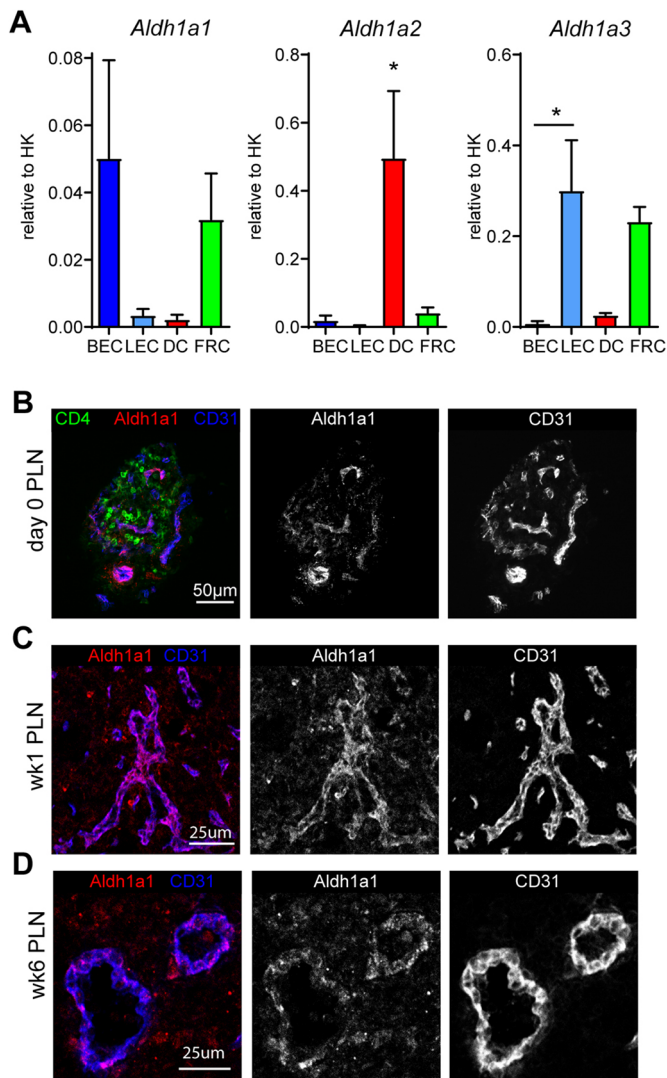 A
Aldh1a1 Aldh1a2 Aldh1a3
relative to HK
0.08
0.06
0.04
0.02
0.00
BEC LEC DC FRC
relative to HK
0.8
0.6
0.4
0.2
0.0
*
BEC LEC DC FRC
relative to HK
0.6
0.4
0.2
0.0
*
BEC LEC DC FRC
B
CD4 Aldh1a1 CD31 Aldh1a1 CD31
day 0 PLN
50µm
C
Aldh1a1 CD31 Aldh1a1 CD31
wk1 PLN
25um
D
Aldh1a1 CD31 Aldh1a1 CD31
wk6 PLN
25um